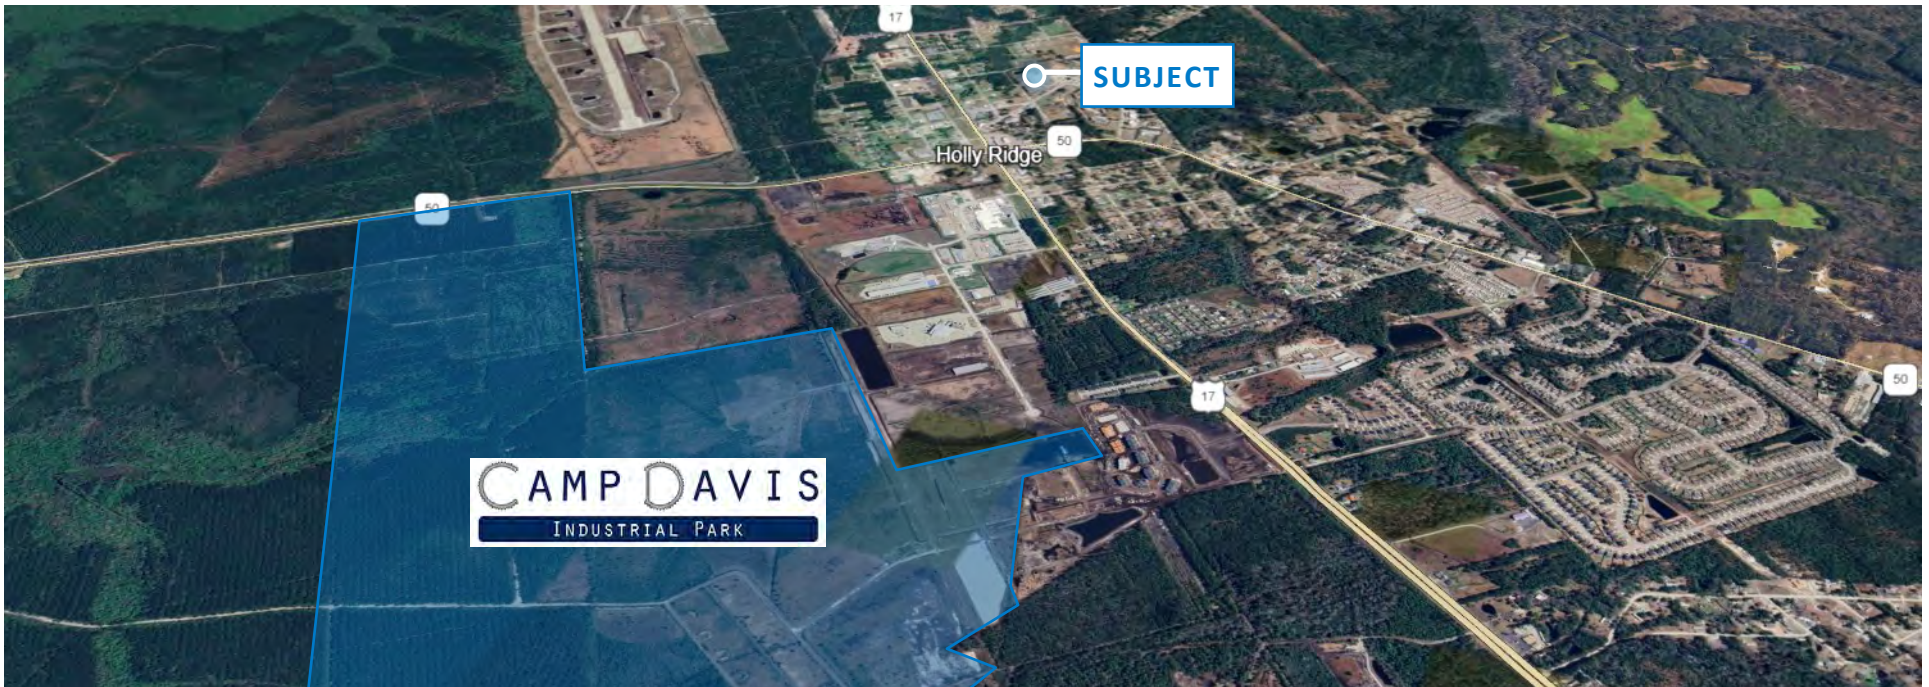 17
SUBJECT
50
Holly Ridge
50
50
17
CAMP DAVIS
INDUSTRIAL PARK